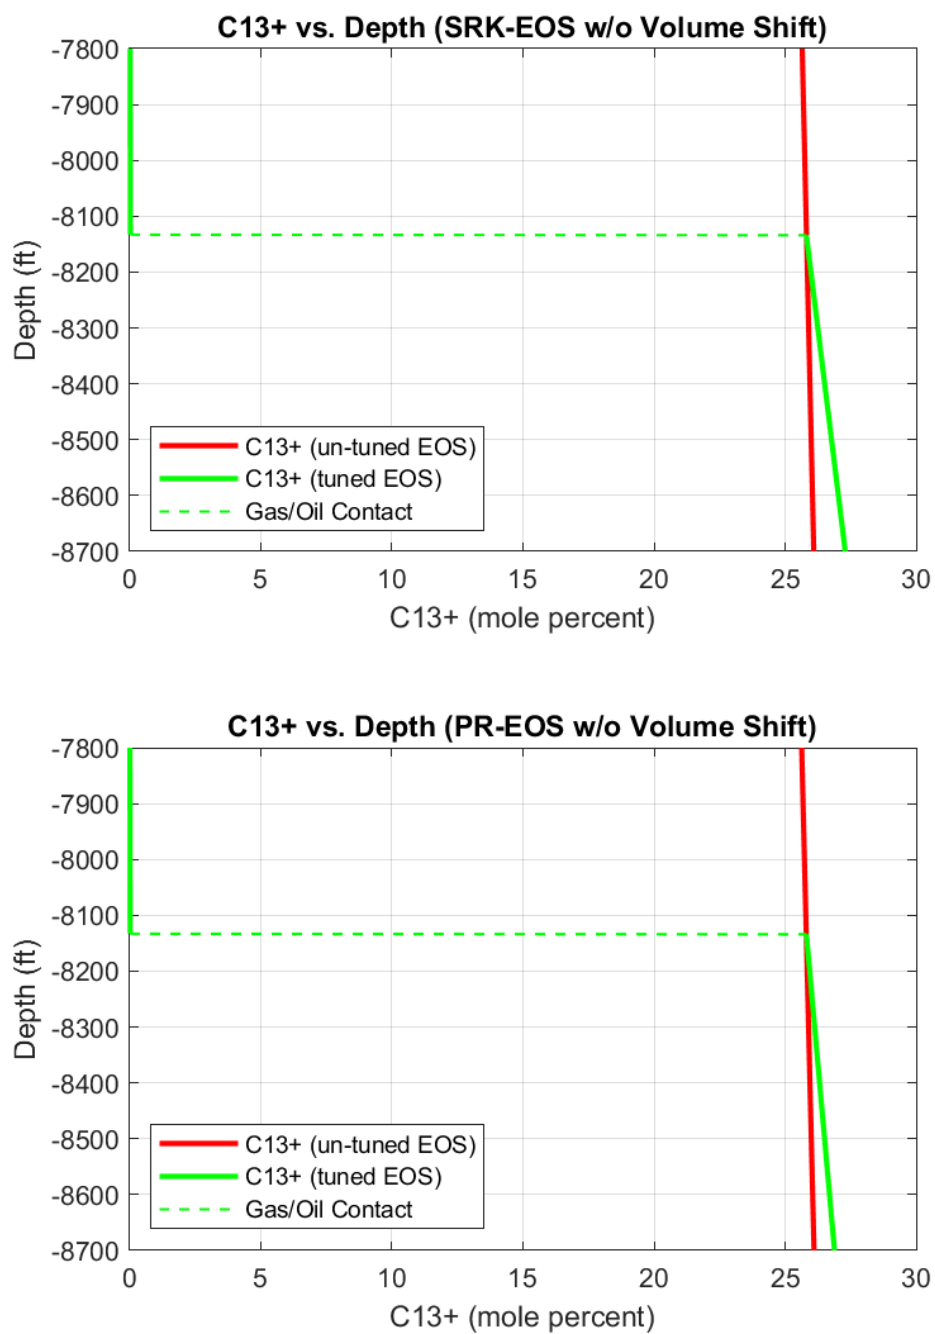 C13+ vs. Depth (SRK-EOS w/o Volume Shift)
-7800
-7900
-8000
-8100
-8200
-8300
-8400
-8500
-8600
-8700
Depth (ft)
C13+ (un-tuned EOS)
C13+ (tuned EOS)
Gas/Oil Contact
0 5 10 15 20 25 30
C13+ (mole percent)
C13+ vs. Depth (PR-EOS w/o Volume Shift)
-7800
-7900
-8000
-8100
-8200
-8300
-8400
-8500
-8600
-8700
Depth (ft)
C13+ (un-tuned EOS)
C13+ (tuned EOS)
Gas/Oil Contact
0 5 10 15 20 25 30
C13+ (mole percent)